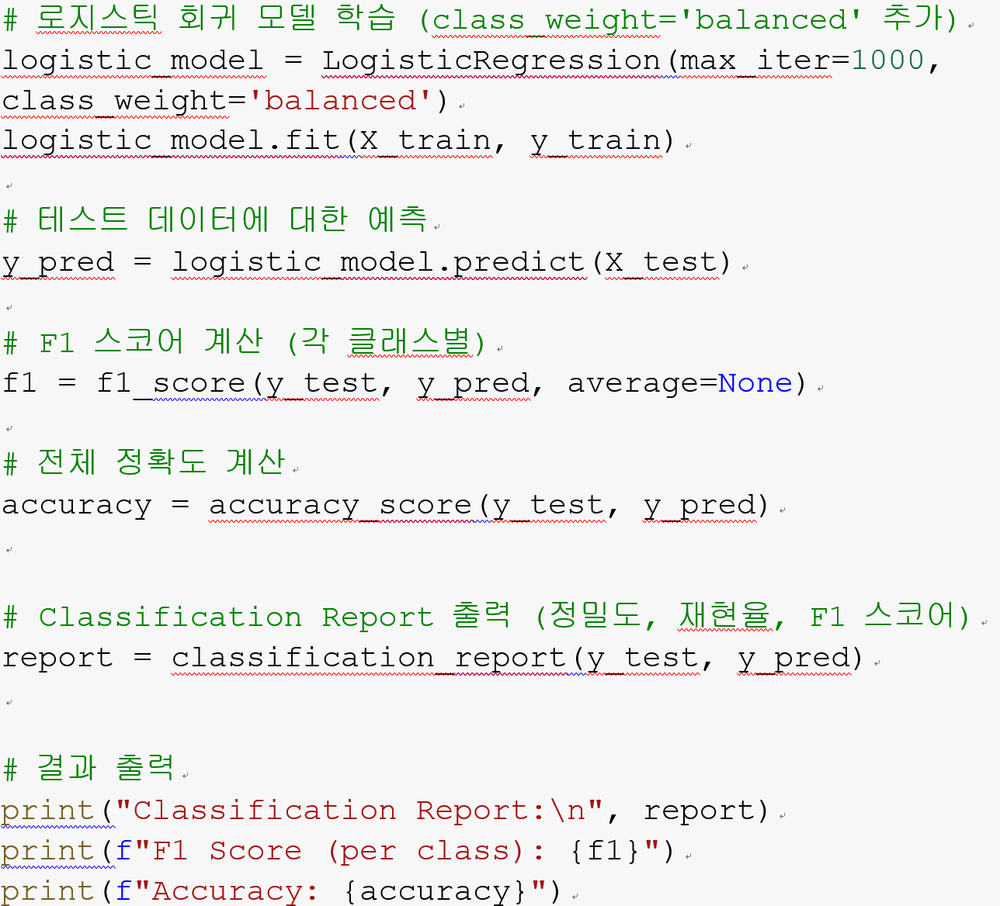 # 로지스틱 회귀 모델 학습 (class_weight='balanced' 추가)
logistic_model = LogisticRegression(max_iter=1000,
class_weight='balanced')
logistic_model.fit(X_train, y_train)
# 테스트 데이터에 대한 예측
y_pred = logistic_model.predict(X_test)
# F1 스코어 계산 (각 클래스별)
f1 = f1_score(y_test, y_pred, average=None)
# 전체 정확도 계산
accuracy = accuracy_score(y_test, y_pred)
# Classification Report 출력 (정밀도, 재현율, F1 스코어)
report = classification_report(y_test, y_pred)
# 결과 출력
print("Classification Report:\n", report)
print(f"F1 Score (per class): {f1}")
print(f"Accuracy: {accuracy}")